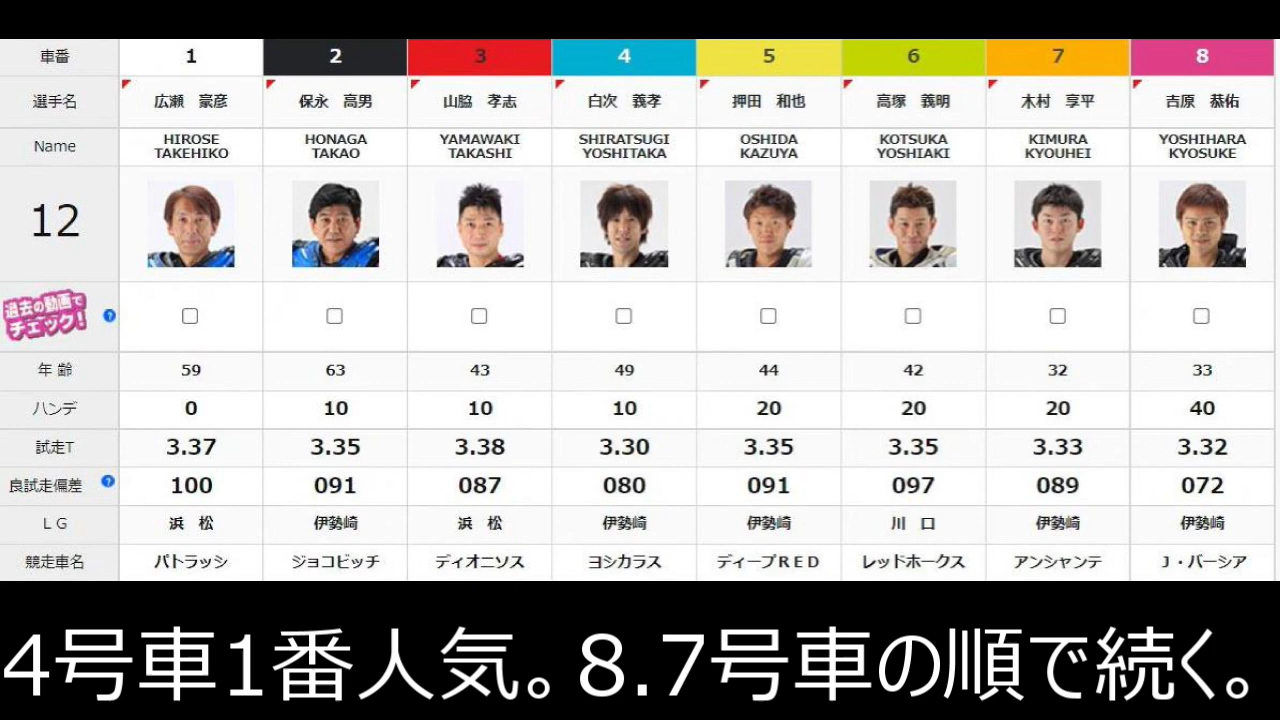 車番 1 2 3 4 5 6 7 8
選手名 広瀬 豪彦 保永 高男 山脇 孝志 白次 義孝 押田 和也 高塚 義明 木村 享平 吉原 恭佑
Name HIROSE TAKEHIKO HONAGA TAKAO YAMAWAKI TAKASHI SHIRATSUGI YOSHITAKA OSHIDA KAZUYA KOTSUKA YOSHIAKI KIMURA KYOUHEI YOSHIHARA KYOSUKE
12
過去の動画で
チェック! ?
年 齢 59 63 43 49 44 42 32 33
ハンデ 0 10 10 10 20 20 20 40
試走T 3.37 3.35 3.38 3.30 3.35 3.35 3.33 3.32
良試走偏差 ? 100 091 087 080 091 097 089 072
ＬＧ 浜 松 伊勢崎 浜 松 伊勢崎 伊勢崎 川 口 伊勢崎 伊勢崎
競走車名 パトラッシ ジョコビッチ ディオニソス ヨシカラス ディープＲＥＤ レッドホークス アンシャンテ Ｊ・バーシア
4号車1番人気。8.7号車の順で続く。